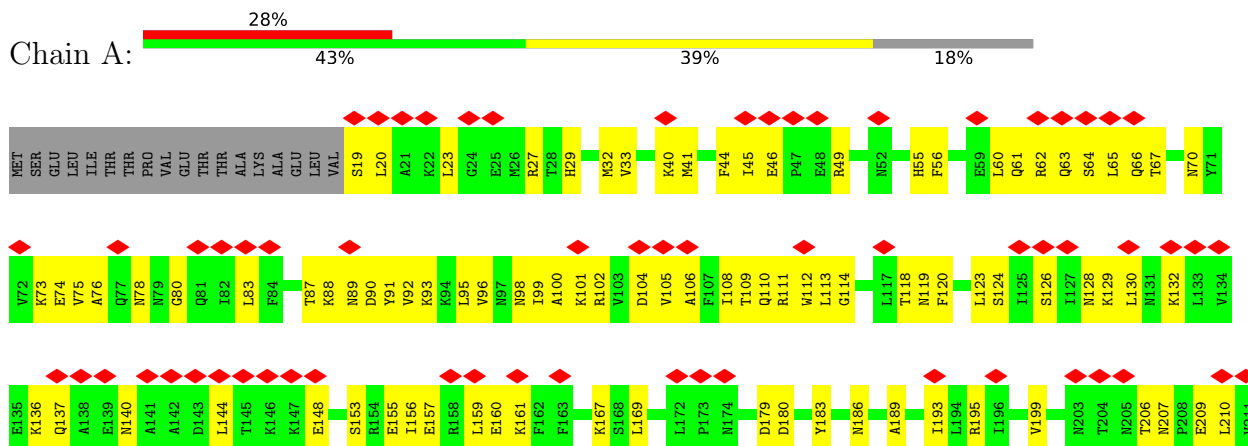 28%
Chain A:
43% 39% 18%
MET SER GLU LEU ILE THR THR PRO VAL GLU THR THR ALA LYS ALA GLU LEU VAL S19 L20 A21 K22 L23 G24 E25 M26 R27 T28 H29 M32 V33 K40 M41 F44 I45 E46 P47 E48 R49 N52 H55 F56 E59 L60 Q61 R62 Q63 S64 L65 Q66 T67 N70 Y71
V72 K73 E74 V75 A76 Q77 N78 N79 G80 Q81 I82 L83 F84 T87 K88 N89 D90 Y91 V92 K93 K94 L95 V96 N97 N98 I99 A100 K101 R102 V103 D104 V105 A106 F107 I108 T109 Q110 R111 W112 L113 G114 L117 T118 N119 F120 L123 S124 I125 S126 I127 N128 K129 L130 N131 K132 L133 V134
E135 K136 Q137 A138 E139 N140 A141 A142 D143 L144 T145 K146 K147 E148 S153 R154 E155 I156 E157 R158 L159 E160 K161 F162 F163 K167 S168 L169 L172 P173 N174 D179 D180 Y183 N186 A189 I193 L194 R195 I196 V199 N203 T204 N205 T206 N207 P208 E209 L210